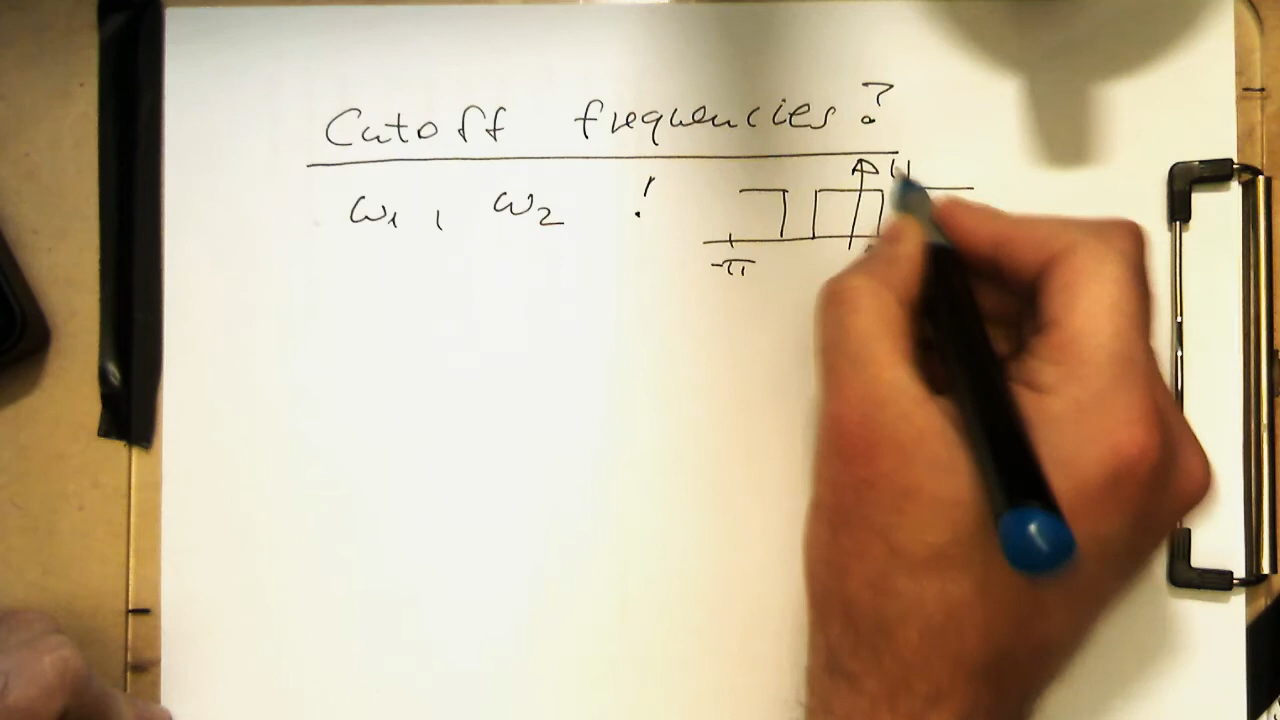 Cutoff frequencies?
ω1, ω2 !
-π